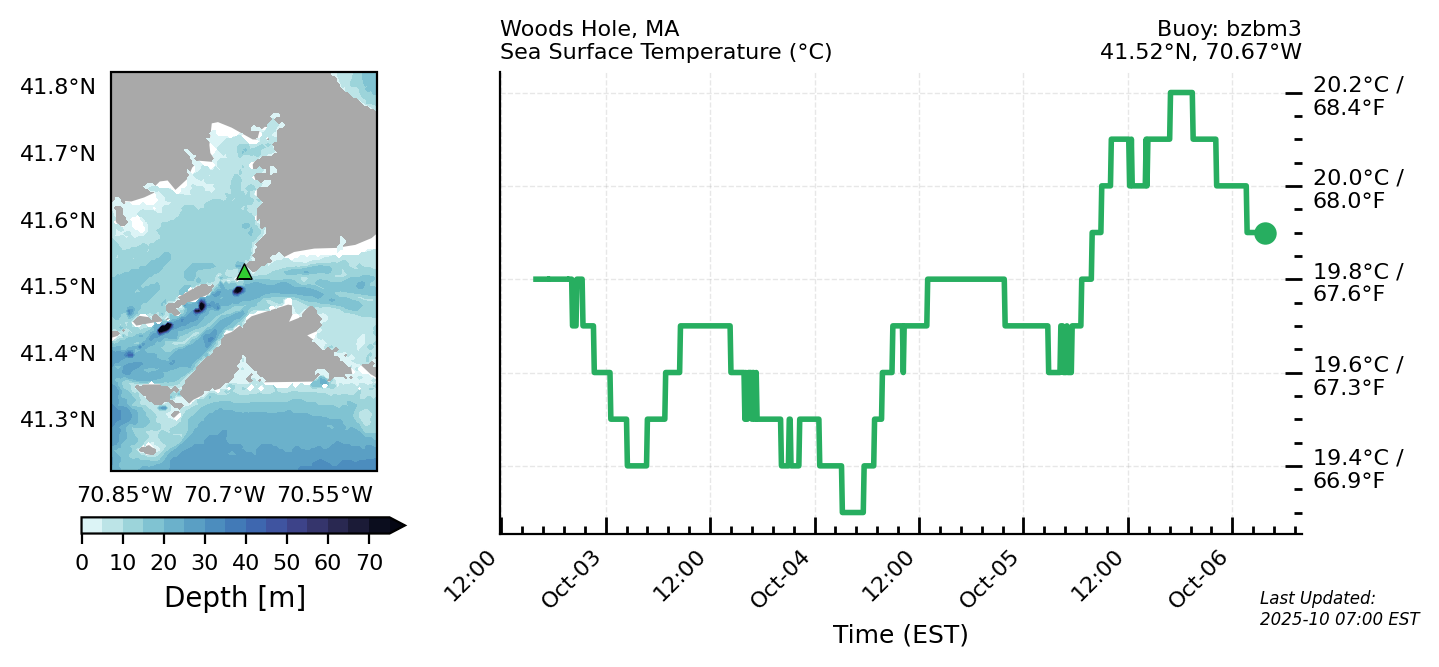 Woods Hole, MA
Sea Surface Temperature (°C)
Buoy: bzbm3
41.52°N, 70.67°W
41.8°N
41.7°N
41.6°N
41.5°N
41.4°N
41.3°N
70.85°W 70.7°W 70.55°W
0 10 20 30 40 50 60 70
Depth [m]
20.2°C /
68.4°F
20.0°C /
68.0°F
19.8°C /
67.6°F
19.6°C /
67.3°F
19.4°C /
66.9°F
12:00 Oct-03 12:00 Oct-04 12:00 Oct-05 12:00 Oct-06
Time (EST)
Last Updated:
2025-10 07:00 EST